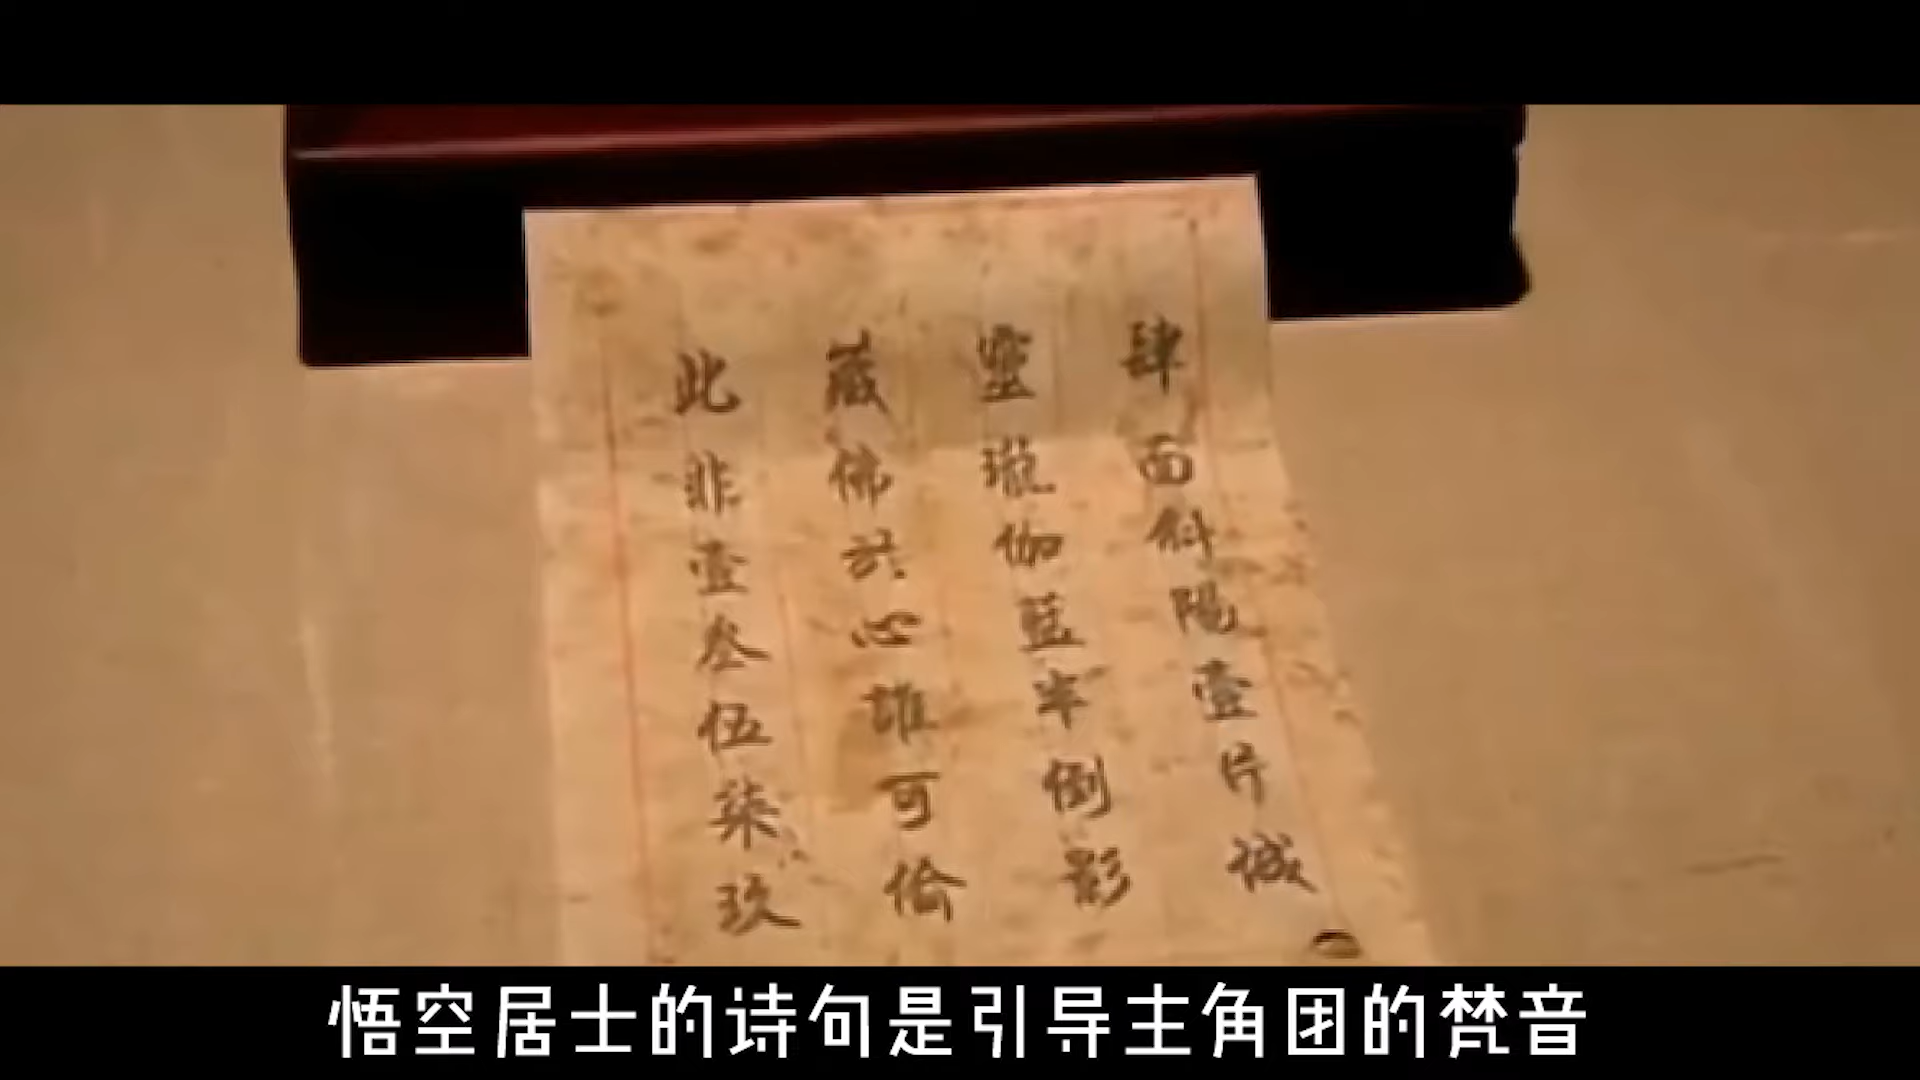 肆面斜陽壹片誠
靈瓏伽藍半倒影
藏佛於心誰可偷
此非壹叁伍柒玖
悟空居士的诗句是引导主角团的梵音